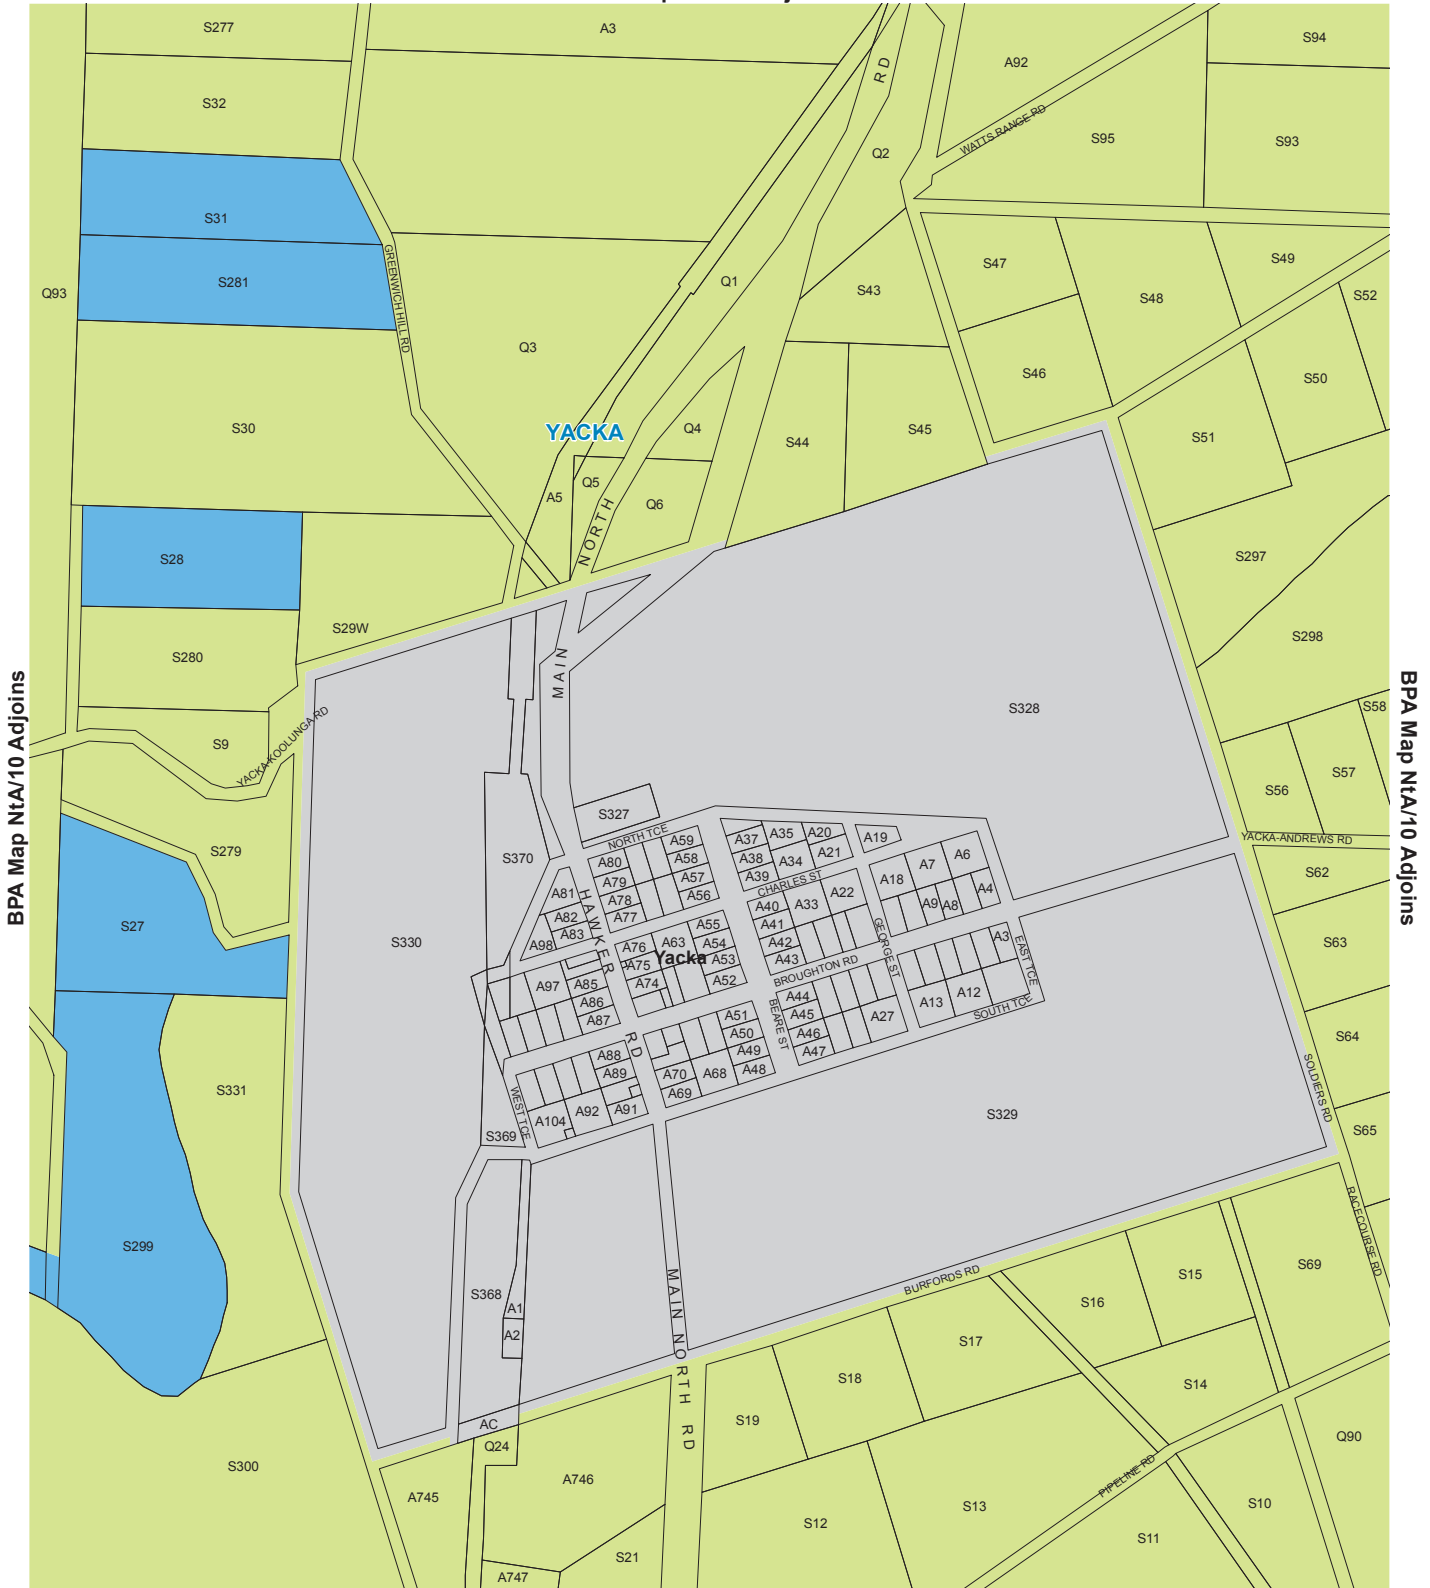 S277
A3
S94
A92
RD
S32
WATTS RANGE RD
S95
S93
Q2
S31
S47
S49
Q93
S281
GREENWICH HILL RD
Q1
S43
S48
S52
Q3
S46
S50
S30
YACKA
Q4
S44
S45
S51
A5
Q5
Q6
NORTH
S28
S297
S29W
S280
S298
MAIN
BPA Map NtA/10 Adjoins
BPA Map NtA/10 Adjoins
YACKA-KOOLUNGA RD
S9
S328
S58
S57
S56
S327
NORTH TCE
YACKA-ANDREWS RD
S279
S370
A80
A59
A58
A57
A56
A79
A78
A77
A37
A35
A20
A19
A38
A34
A21
A39
CHARLES ST
A7
A6
A18
A9
A8
A4
S62
A81
A82
A83
A98
HAWKER
RD
A40
A33
A22
A41
A42
A43
GEORGE ST
S27
S330
A76
A63
A55
A54
A53
A52
A75
A74
Yacka
BROUGHTON RD
A3
EAST TCE
S63
A97
A85
A86
A87
A44
A45
A46
A47
BEARE ST
A27
A13
A12
SOUTH TCE
A51
A50
A49
A48
A88
A89
A70
A69
A68
S64
SOLDIERS RD
S331
WEST TCE
A104
A92
A91
S369
S329
S65
S299
RACECOURSE RD
S368
A1
A2
MAIN NORTH RD
BURFORDS RD
S16
S15
S69
S17
S18
S14
S19
AC
Q24
S300
A745
A746
Q90
PIPELINE RD
S13
S10
S12
S11
S21
A747